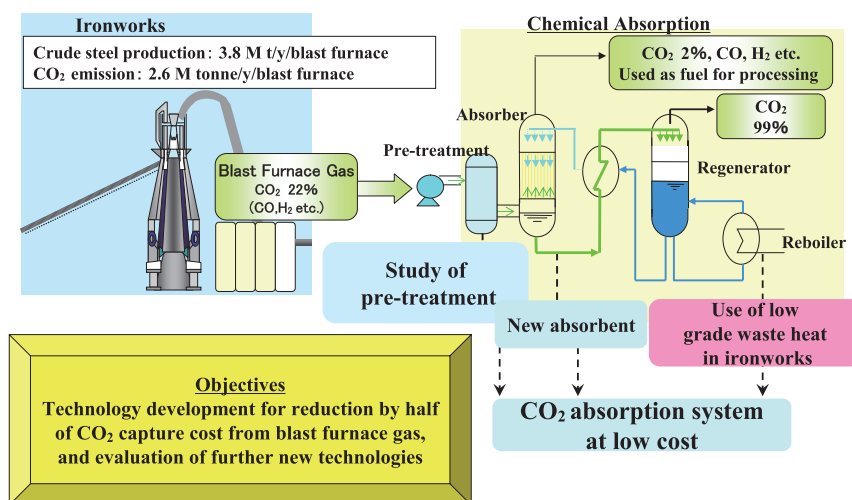 Ironworks
Crude steel production: 3.8 M t/y/blast furnace
CO₂ emission: 2.6 M tonne/y/blast furnace
Chemical Absorption
CO₂ 2%, CO, H₂ etc.
Used as fuel for processing
CO₂
99%
Absorber
Pre-treatment
Regenerator
Blast Furnace Gas
CO₂ 22%
(CO,H₂ etc.)
Reboiler
Study of
pre-treatment
New absorbent
Use of low
grade waste heat
in ironworks
Objectives
Technology development for reduction by half
of CO₂ capture cost from blast furnace gas,
and evaluation of further new technologies
CO₂ absorption system
at low cost